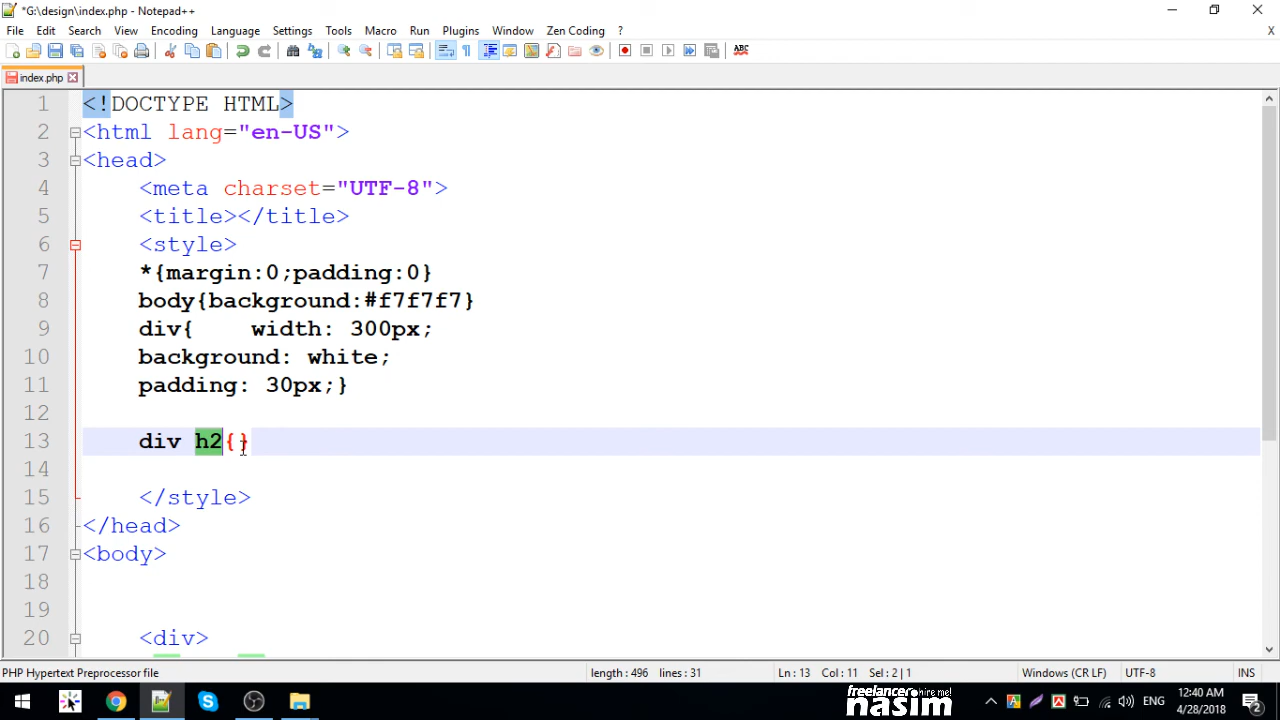 *G:\design\index.php - Notepad++
File Edit Search View Encoding Language Settings Tools Macro Run Plugins Window Zen Coding ? X
ABC
index.php
1 <!DOCTYPE HTML>
2 <html lang="en-US">
3 <head>
4 <meta charset="UTF-8">
5 <title></title>
6 <style>
7 *{margin:0;padding:0}
8 body{background:#f7f7f7}
9 div{    width: 300px;
10 background: white;
11 padding: 30px;}
12
13 div h2{}
14
15 </style>
16 </head>
17 <body>
18
19
20 <div>
PHP Hypertext Preprocessor file length : 496 lines : 31 Ln : 13 Col : 11 Sel : 2 | 1 Windows (CR LF) UTF-8 INS
freelancer hire me!
nasim
ENG
12:40 AM
4/28/2018
2